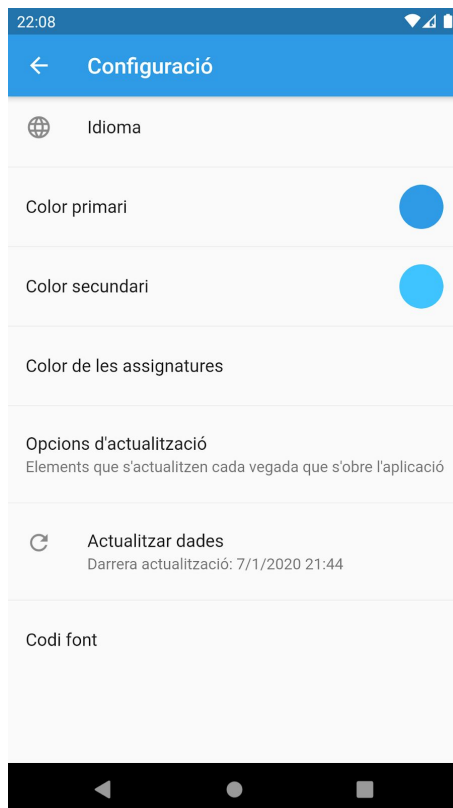 22:08
Configuració
Idioma
Color primari
Color secundari
Color de les assignatures
Opcions d'actualització
Elements que s'actualitzen cada vegada que s'obre l'aplicació
Actualitzar dades
Darrera actualització: 7/1/2020 21:44
Codi font